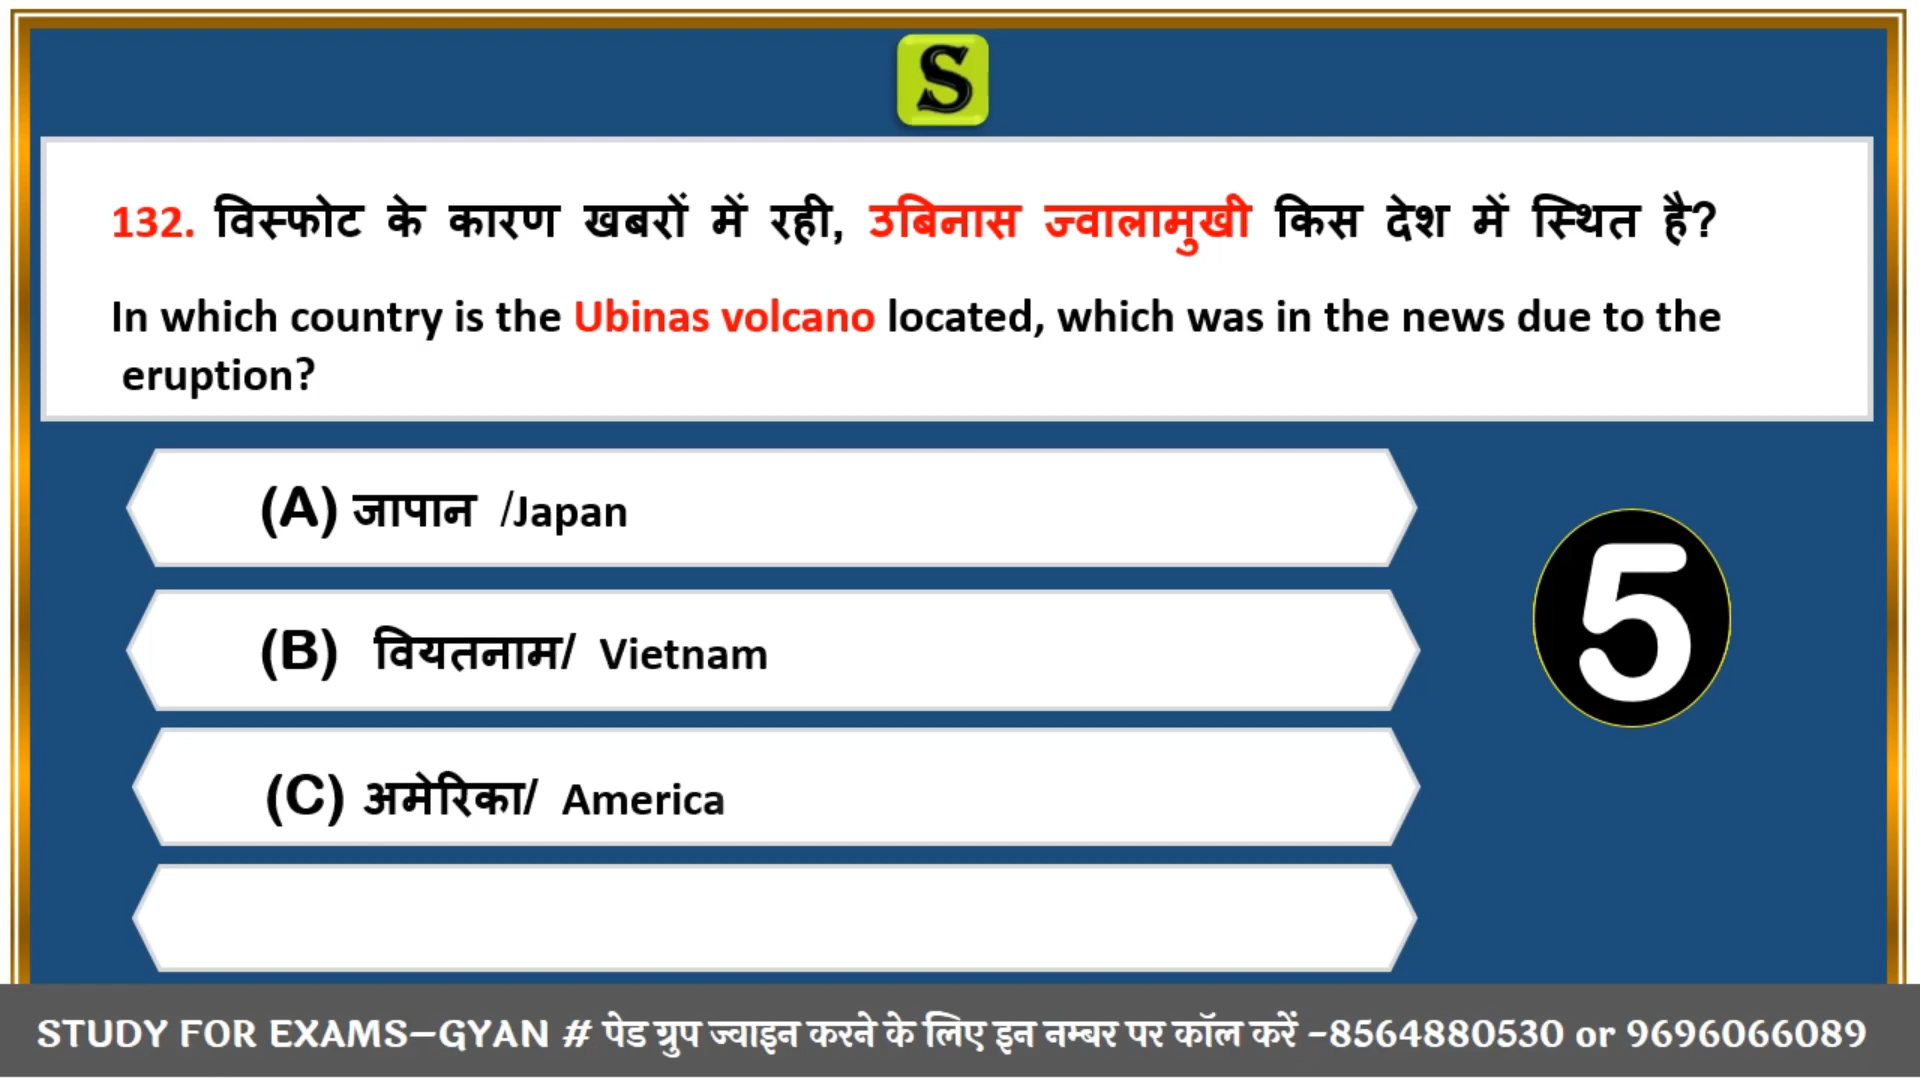 S
132. विस्फोट के कारण खबरों में रही, उबिनास ज्वालामुखी किस देश में स्थित है?
In which country is the Ubinas volcano located, which was in the news due to the
eruption?
(A) जापान /Japan
(B) वियतनाम/ Vietnam
5
(C) अमेरिका/ America
STUDY FOR EXAMS–GYAN # पेड ग्रुप ज्वाइन करने के लिए इन नम्बर पर कॉल करें –8564880530 or 9696066089